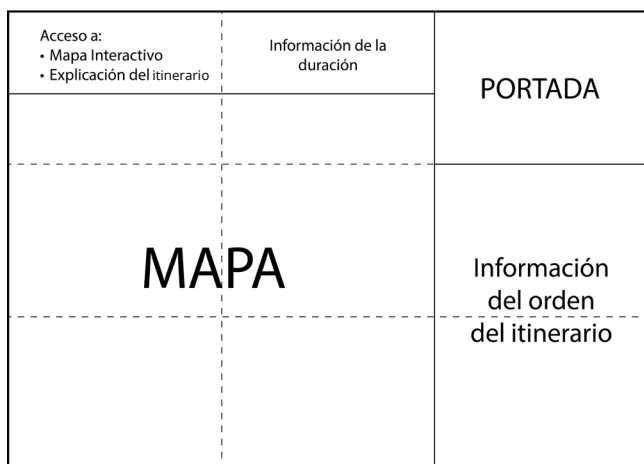 Acceso a:
• Mapa Interactivo
• Explicación del itinerario
Información de la
duración
PORTADA
MAPA
Información
del orden
del itinerario